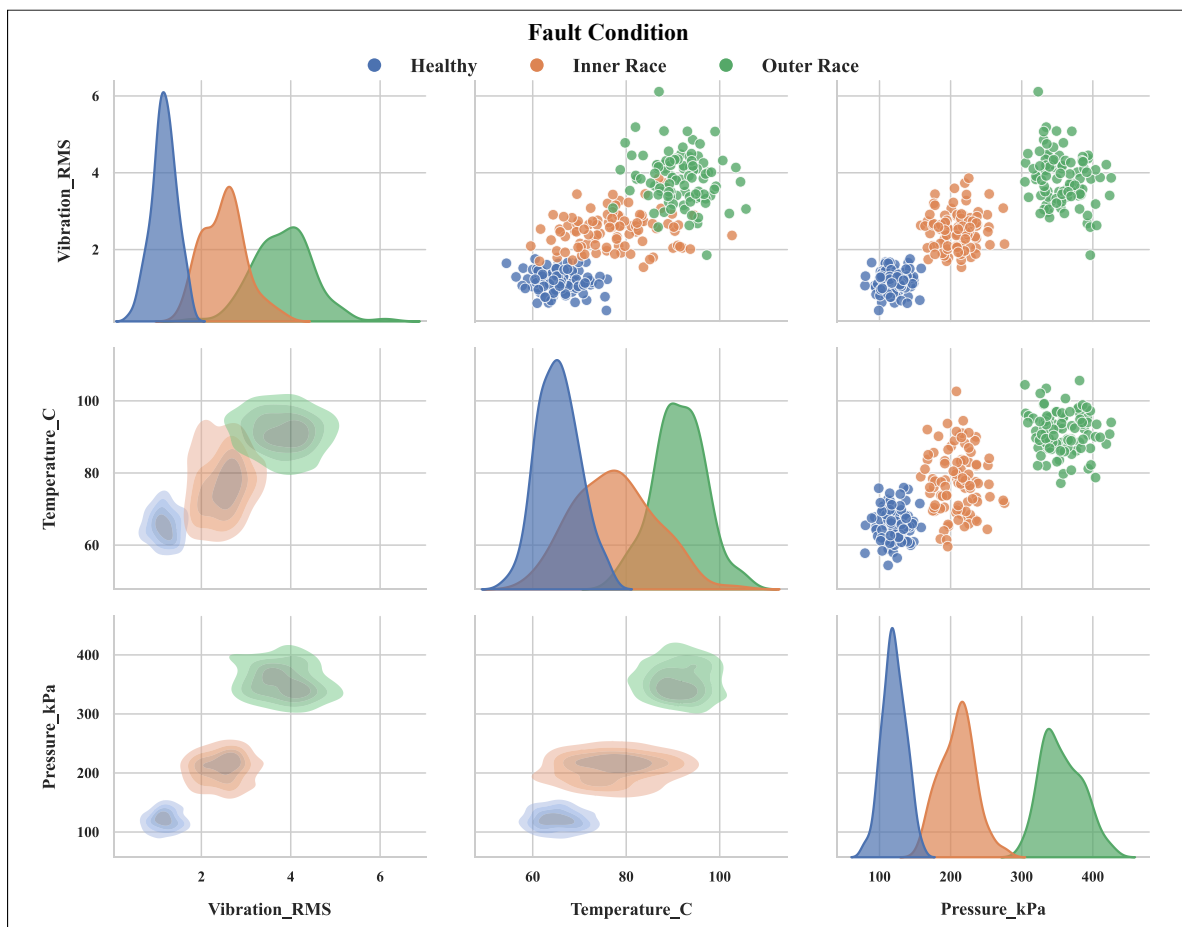 Fault Condition
Healthy Inner Race Outer Race
Vibration_RMS
6
4
2
Temperature_C
100
80
60
Pressure_kPa
400
300
200
100
2 4 6
60 80 100
100 200 300 400
Vibration_RMS
Temperature_C
Pressure_kPa